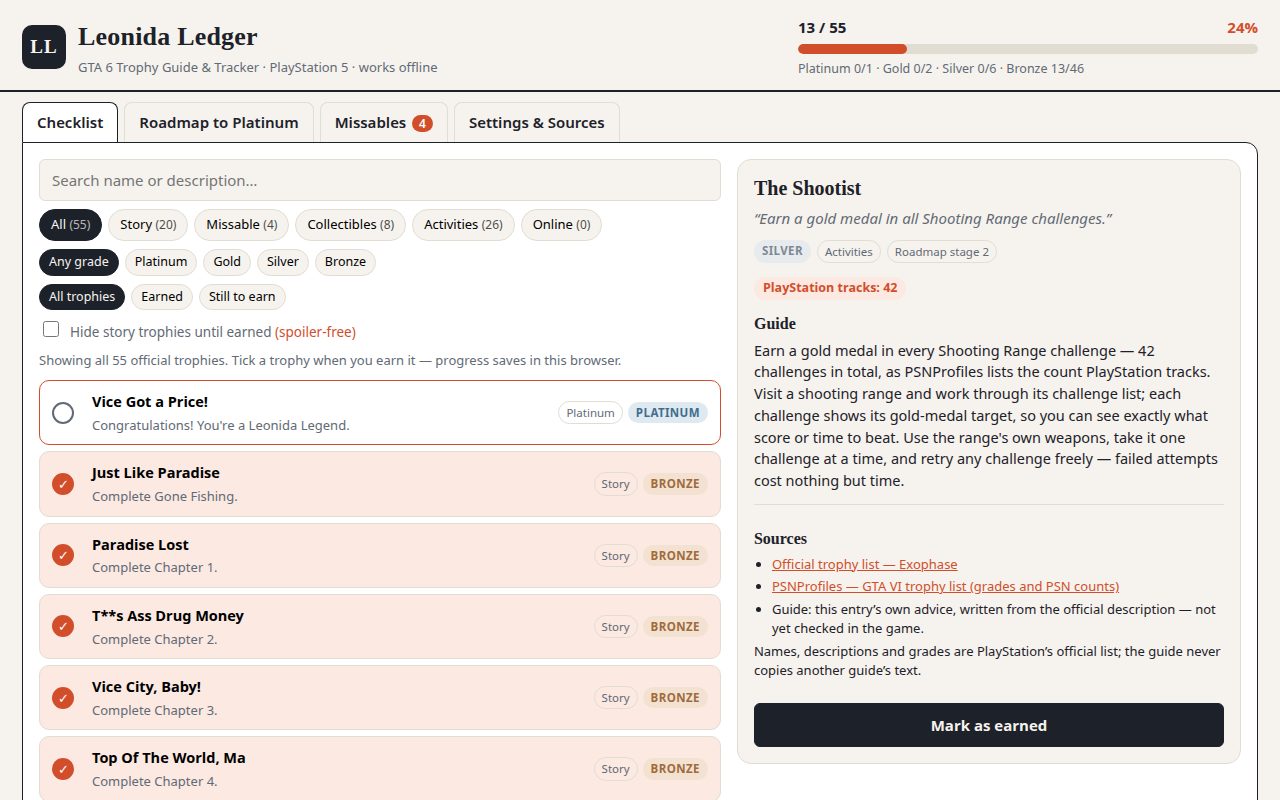 LL
Leonida Ledger
GTA 6 Trophy Guide & Tracker · PlayStation 5 · works offline
13 / 55
24%
Platinum 0/1 · Gold 0/2 · Silver 0/6 · Bronze 13/46
Checklist
Roadmap to Platinum
Missables 4
Settings & Sources
Search name or description…
All (55)
Story (20)
Missable (4)
Collectibles (8)
Activities (26)
Online (0)
Any grade
Platinum
Gold
Silver
Bronze
All trophies
Earned
Still to earn
Hide story trophies until earned (spoiler-free)
Showing all 55 official trophies. Tick a trophy when you earn it — progress saves in this browser.
Vice Got a Price!
Congratulations! You're a Leonida Legend.
Platinum
PLATINUM
Just Like Paradise
Complete Gone Fishing.
Story
BRONZE
Paradise Lost
Complete Chapter 1.
Story
BRONZE
T**s Ass Drug Money
Complete Chapter 2.
Story
BRONZE
Vice City, Baby!
Complete Chapter 3.
Story
BRONZE
Top Of The World, Ma
Complete Chapter 4.
Story
BRONZE
The Shootist
“Earn a gold medal in all Shooting Range challenges.”
SILVER
Activities
Roadmap stage 2
PlayStation tracks: 42
Guide
Earn a gold medal in every Shooting Range challenge — 42
challenges in total, as PSNProfiles lists the count PlayStation tracks.
Visit a shooting range and work through its challenge list; each
challenge shows its gold-medal target, so you can see exactly what
score or time to beat. Use the range's own weapons, take it one
challenge at a time, and retry any challenge freely — failed attempts
cost nothing but time.
Sources
Official trophy list — Exophase
PSNProfiles — GTA VI trophy list (grades and PSN counts)
Guide: this entry’s own advice, written from the official description — not
yet checked in the game.
Names, descriptions and grades are PlayStation’s official list; the guide never
copies another guide’s text.
Mark as earned